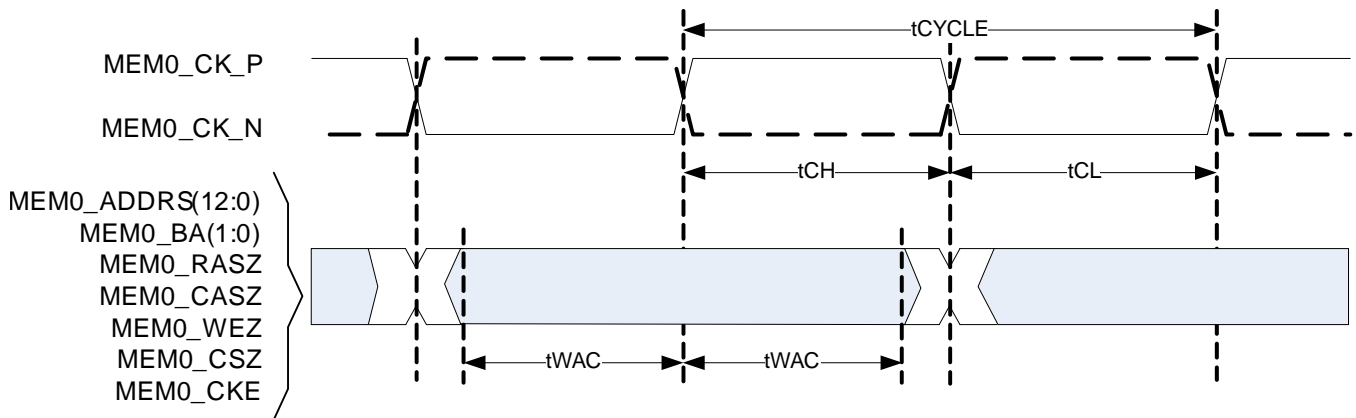 tCYCLE
MEM0_CK_P
MEM0_CK_N
tCH
tCL
MEM0_ADDRS(12:0)
MEM0_BA(1:0)
MEM0_RASZ
MEM0_CASZ
MEM0_WEZ
MEM0_CSZ
MEM0_CKE
tWAC
tWAC